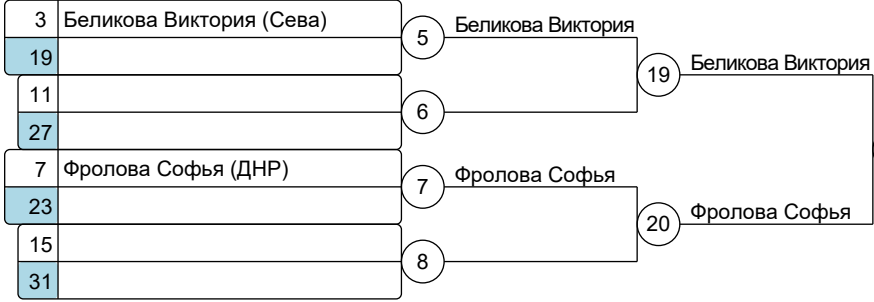 3 Беликова Виктория (Сева)
19
5 Беликова Виктория
19 Беликова Виктория
11
27
6
7 Фролова Софья (ДНР)
23
7 Фролова Софья
20 Фролова Софья
15
31
8